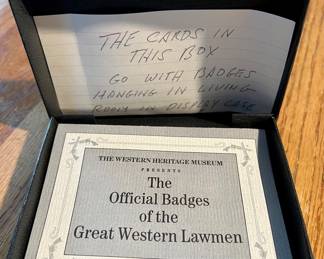 THE CARDS IN
THIS BOX
GO WITH BADGES
HANGING IN LIVING
ROOM IN DISPLAY CASE
THE WESTERN HERITAGE MUSEUM
PRESENTS
The
Official Badges
of the
Great Western Lawmen